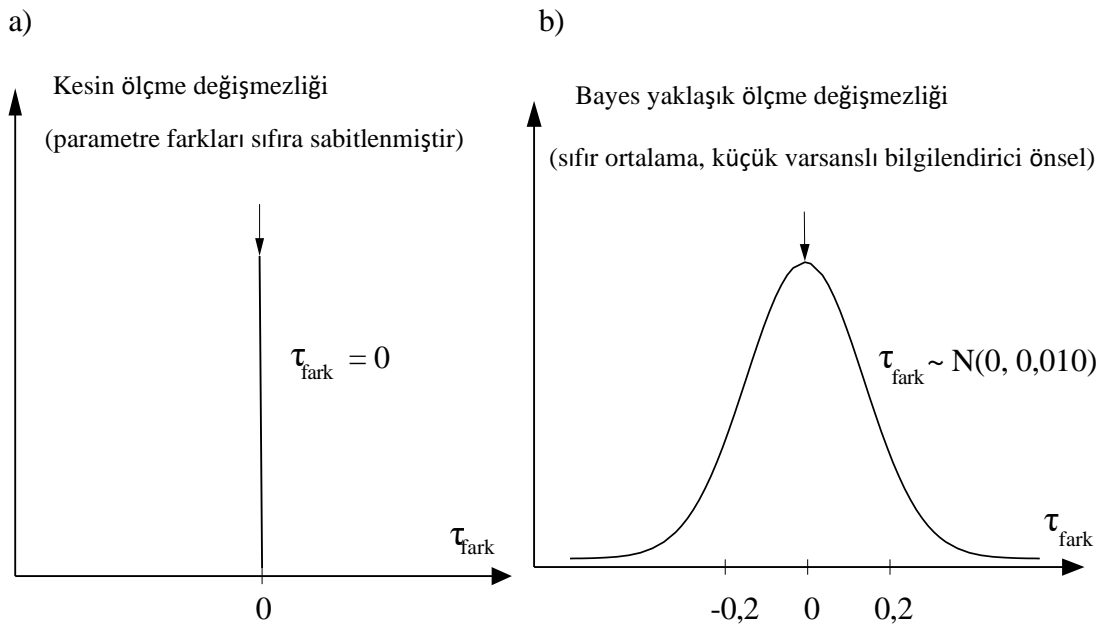 a)
Kesin ölçme değişmezliği
(parametre farkları sıfıra sabitlenmiştir)
τfark = 0
τfark
0
b)
Bayes yaklaşık ölçme değişmezliği
(sıfır ortalama, küçük varsanslı bilgilendirici önsel)
τfark ~ N(0, 0,010)
τfark
-0,2 0 0,2